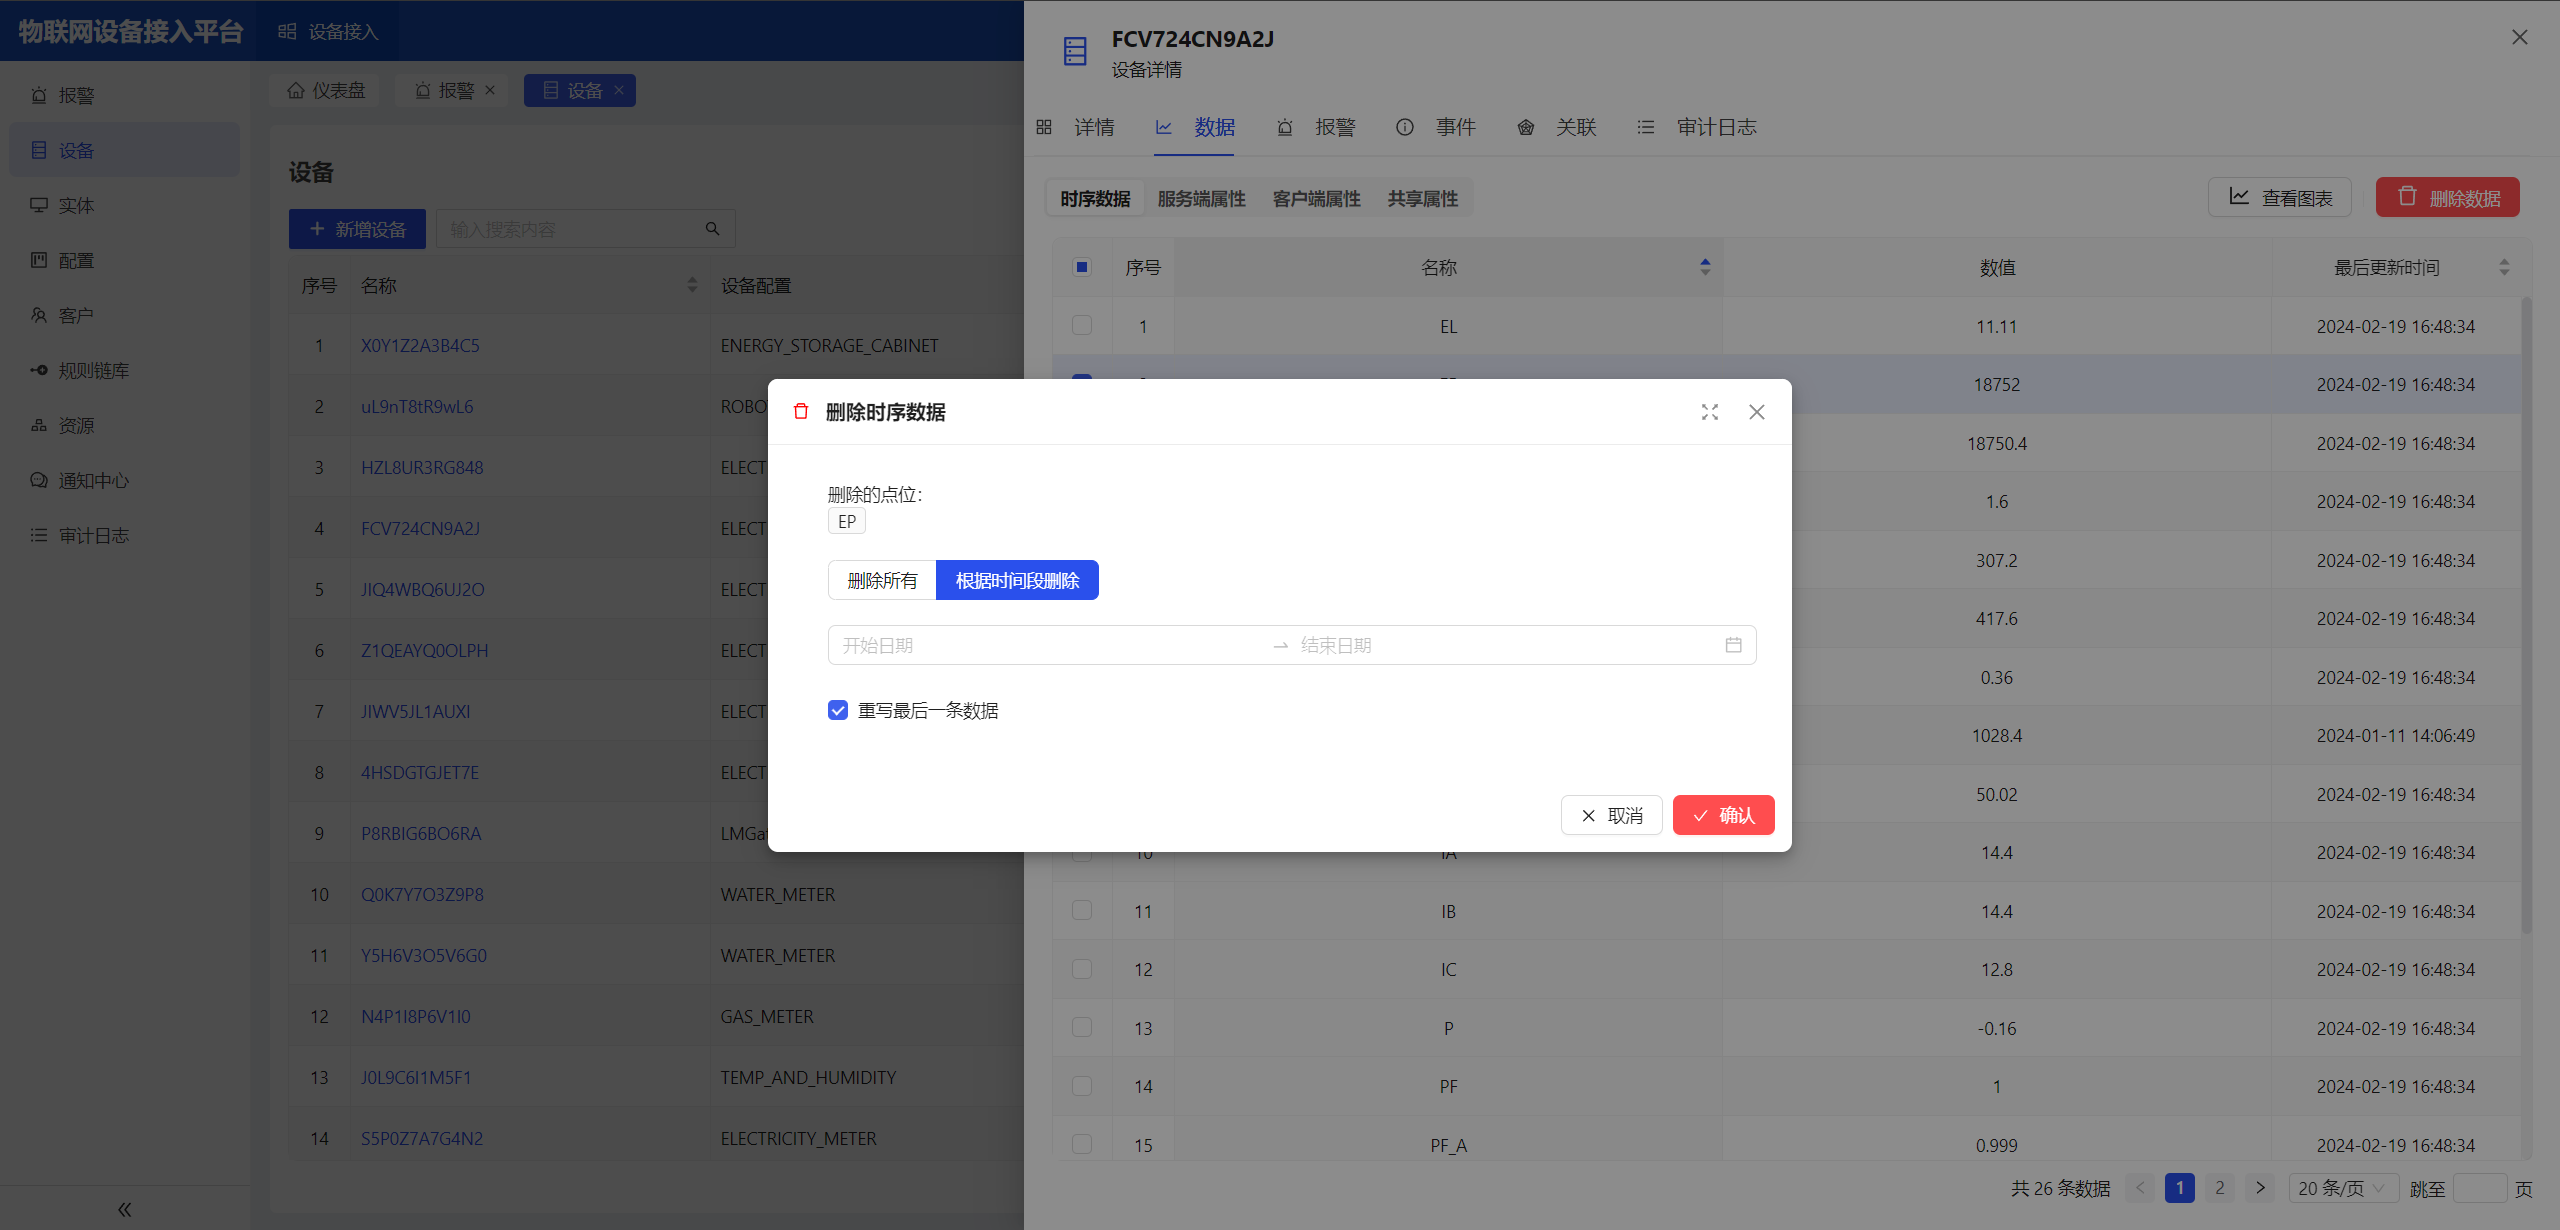 物联网设备接入平台
设备接入
报警
设备
实体
配置
客户
规则链库
资源
通知中心
审计日志
仪表盘
报警
设备
设备
新增设备
输入搜索内容
序号 名称 设备配置
1 X0Y1Z2A3B4C5 ENERGY_STORAGE_CABINET
2 uL9nT8tR9wL6
3 HZL8UR3RG848 ELECT
4 FCV724CN9A2J ELECT
5 JIQ4WBQ6UJ2O ELECT
6 Z1QEAYQ0OLPH ELECT
7 JIWV5JL1AUXI ELECT
8 4HSDGTGJET7E ELECT
9 P8RBIG6BO6RA
10 Q0K7Y7O3Z9P8 WATER_METER
11 Y5H6V3O5V6G0 WATER_METER
12 N4P1I8P6V1I0 GAS_METER
13 J0L9C6I1M5F1 TEMP_AND_HUMIDITY
14 S5P0Z7A7G4N2 ELECTRICITY_METER
FCV724CN9A2J
设备详情
详情 数据 报警 事件 关联 审计日志
时序数据 服务端属性 客户端属性 共享属性
查看图表 删除数据
序号 名称 数值 最后更新时间
1 EL 11.11 2024-02-19 16:48:34
18752 2024-02-19 16:48:34
18750.4 2024-02-19 16:48:34
1.6 2024-02-19 16:48:34
307.2 2024-02-19 16:48:34
417.6 2024-02-19 16:48:34
0.36 2024-02-19 16:48:34
1028.4 2024-01-11 14:06:49
50.02 2024-02-19 16:48:34
10 IA 14.4 2024-02-19 16:48:34
11 IB 14.4 2024-02-19 16:48:34
12 IC 12.8 2024-02-19 16:48:34
13 P -0.16 2024-02-19 16:48:34
14 PF 1 2024-02-19 16:48:34
15 PF_A 0.999 2024-02-19 16:48:34
共 26 条数据 1 2 20 条/页 跳至 页
删除时序数据
删除的点位:
EP
删除所有 根据时间段删除
开始日期 结束日期
重写最后一条数据
取消 确认